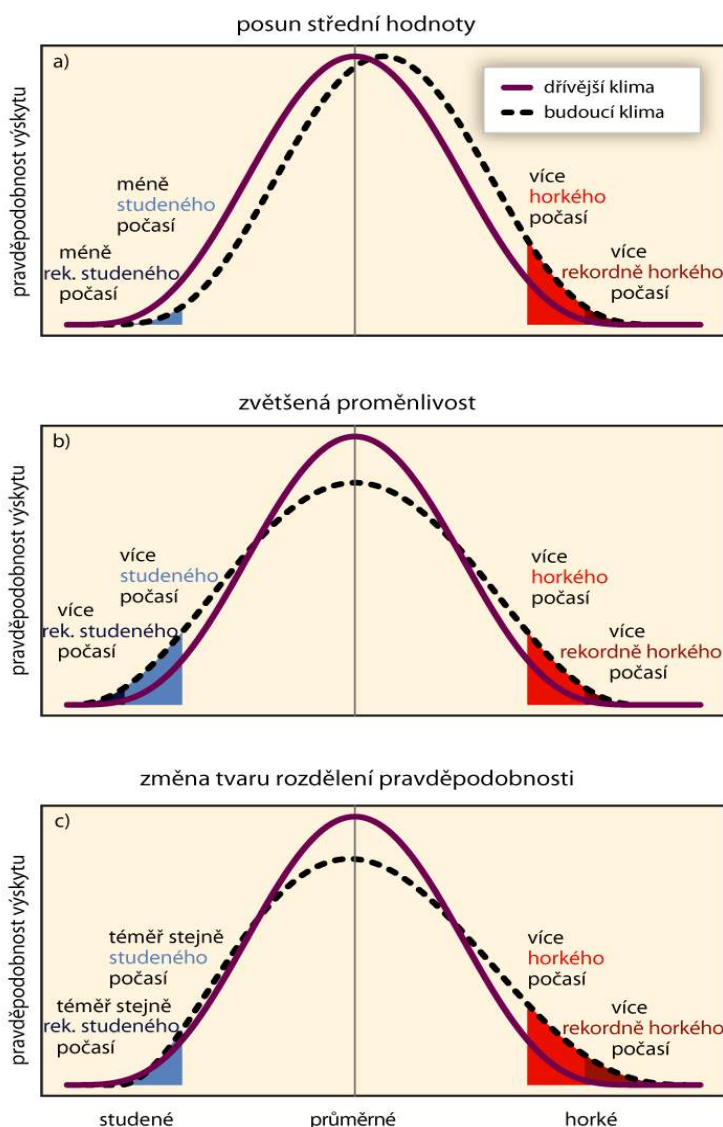 posun střední hodnoty
a)
dřívější klima
budoucí klima
pravděpodobnost výskytu
méně
studeného
počasí
méně
rek. studeného
počasí
více
horkého
počasí
více
rekordně horkého
počasí
zvětšená proměnlivost
b)
pravděpodobnost výskytu
více
studeného
počasí
více
rek. studeného
počasí
více
horkého
počasí
více
rekordně horkého
počasí
změna tvaru rozdělení pravděpodobnosti
c)
pravděpodobnost výskytu
téměř stejně
studeného
počasí
téměř stejně
rek. studeného
počasí
více
horkého
počasí
více
rekordně horkého
počasí
studené
průměrné
horké